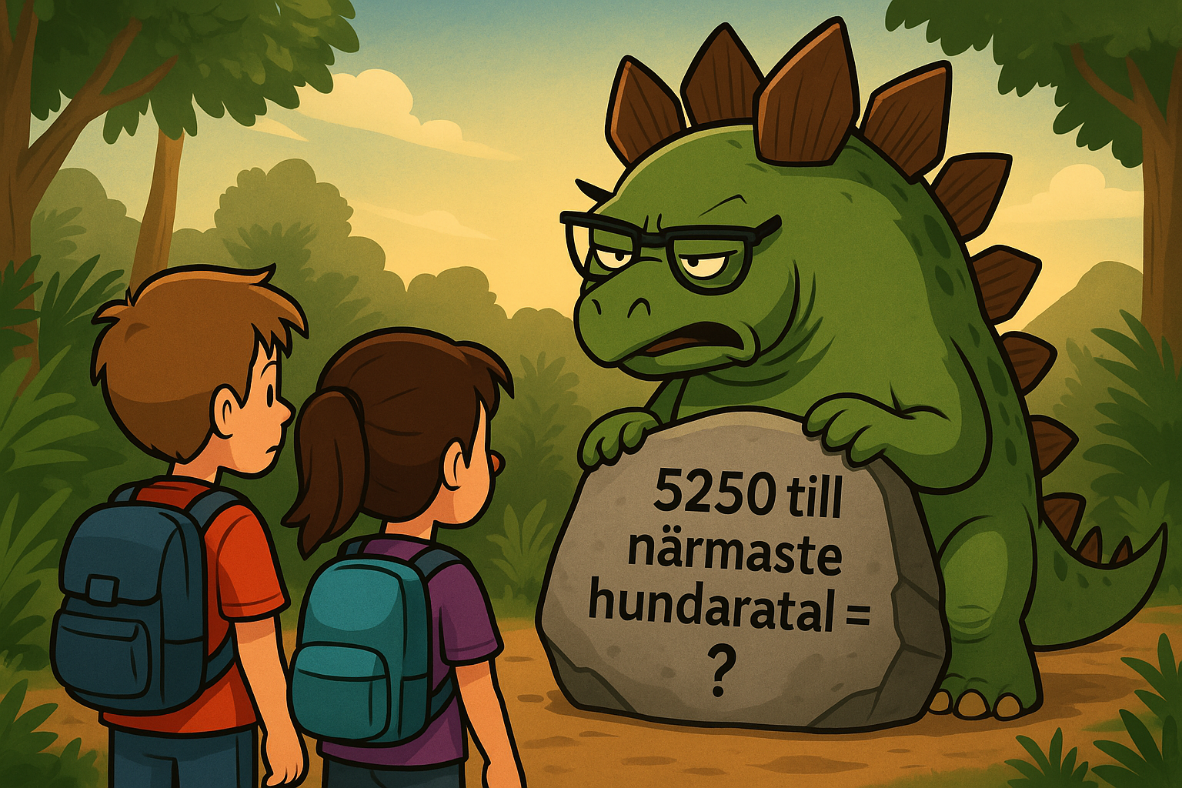 5250 till
närmaste
hundaratal =
?